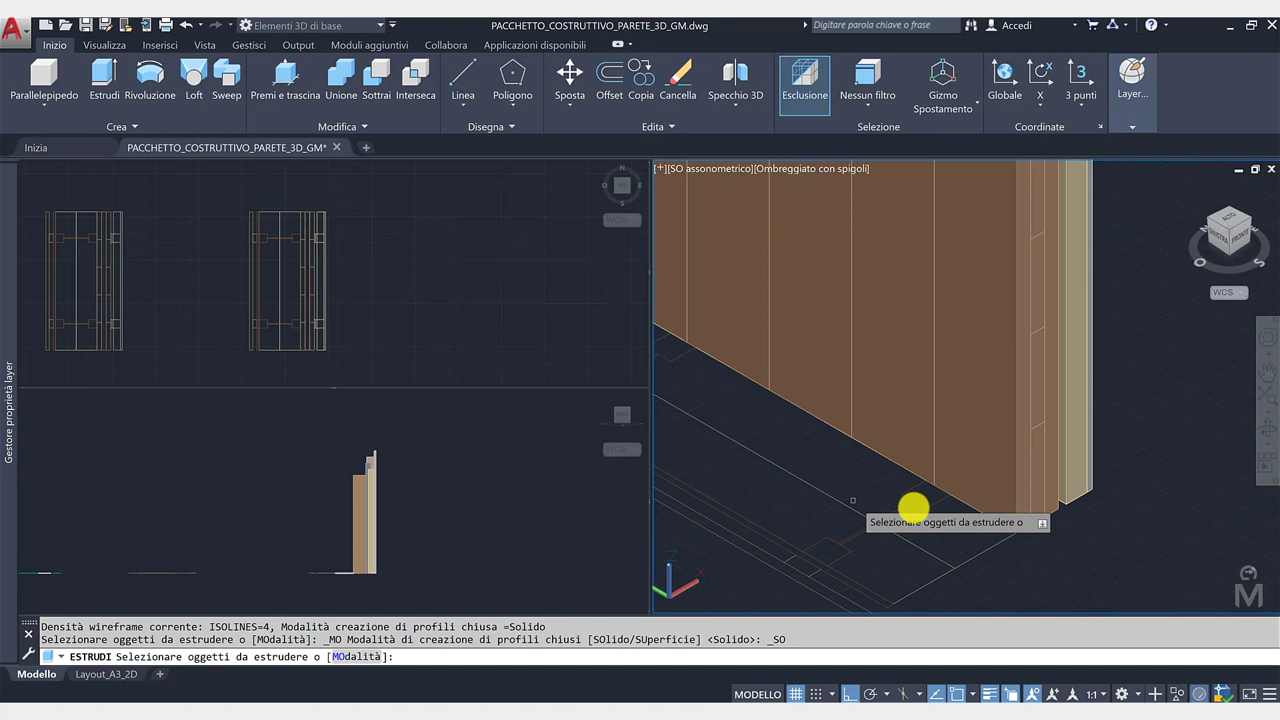 Elementi 3D di base
PACCHETTO_COSTRUTTIVO_PARETE_3D_GM.dwg
Digitare parola chiave o frase
Accedi
Inizio Visualizza Inserisci Vista Gestisci Output Moduli aggiuntivi Collabora Applicazioni disponibili
Parallelepipedo Estrudi Rivoluzione Loft Sweep Premi e trascina Unione Sottrai Interseca Linea Poligono Sposta Offset Copia Cancella Specchio 3D Esclusione Nessun filtro Gizmo Spostamento Globale X 3 punti Layer...
Crea Modifica Disegna Edita Selezione Coordinate
Inizia PACCHETTO_COSTRUTTIVO_PARETE_3D_GM*
[+][SO assonometrico][Ombreggiato con spigoli]
N
O
S
WCS
ALTO
SINISTRA
FRONTE
O
S
WCS
WCS
Gestore proprietà layer
Selezionare oggetti da estrudere o
Z
X
M
Densità wireframe corrente: ISOLINES=4, Modalità creazione di profili chiusa =Solido
Selezionare oggetti da estrudere o [MOdalità]: _MO Modalità di creazione di profili chiusi [SOlido/SUperficie] <Solido>: _SO
ESTRUDI Selezionare oggetti da estrudere o [MOdalità]:
Modello Layout_A3_2D
MODELLO 1:1